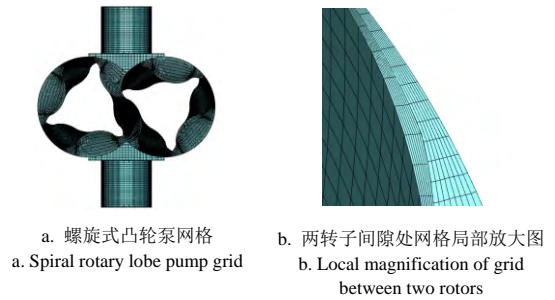 a. 螺旋式凸轮泵网格
a. Spiral rotary lobe pump grid
b. 两转子间隙处网格局部放大图
b. Local magnification of grid
between two rotors